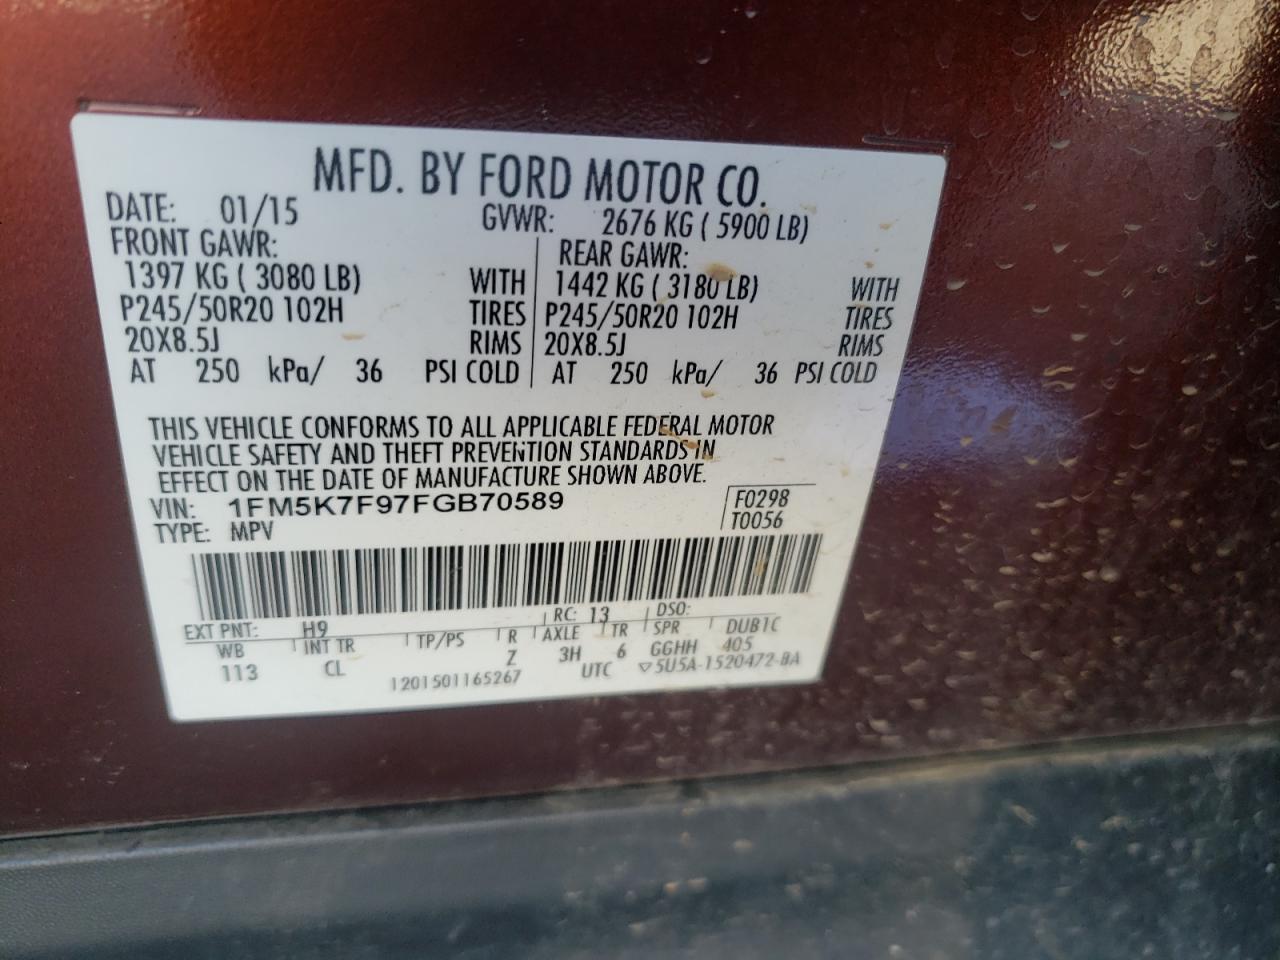 MFD. BY FORD MOTOR CO.
DATE: 01/15 GVWR: 2676 KG ( 5900 LB)
FRONT GAWR: REAR GAWR:
1397 KG ( 3080 LB) WITH 1442 KG ( 3180 LB) WITH
P245/50R20 102H TIRES P245/50R20 102H TIRES
20X8.5J RIMS 20X8.5J RIMS
AT 250 kPa/ 36 PSI COLD AT 250 kPa/ 36 PSI COLD
THIS VEHICLE CONFORMS TO ALL APPLICABLE FEDERAL MOTOR
VEHICLE SAFETY AND THEFT PREVENTION STANDARDS IN
EFFECT ON THE DATE OF MANUFACTURE SHOWN ABOVE.
VIN: 1FM5K7F97FGB70589 F0298
TYPE: MPV T0056
EXT PNT: H9 RC: 13 DSO:
WB INT TR TP/PS R AXLE TR SPR DUB1C
113 CL Z 3H 6 GGHH 405
1201501165267 UTC ▽5U5A-1520472-BA